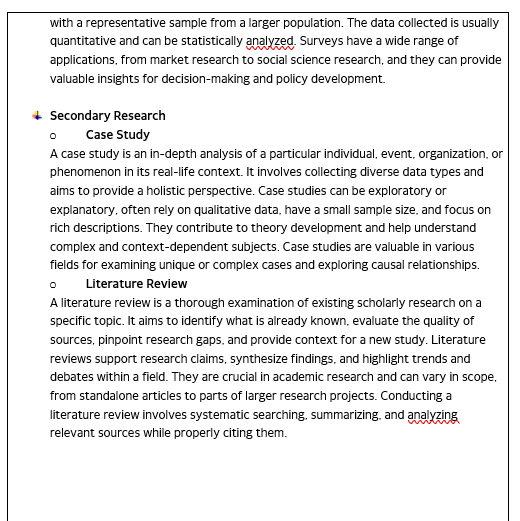 with a representative sample from a larger population. The data collected is usually
quantitative and can be statistically analyzed. Surveys have a wide range of
applications, from market research to social science research, and they can provide
valuable insights for decision-making and policy development.
Secondary Research
o Case Study
A case study is an in-depth analysis of a particular individual, event, organization, or
phenomenon in its real-life context. It involves collecting diverse data types and
aims to provide a holistic perspective. Case studies can be exploratory or
explanatory, often rely on qualitative data, have a small sample size, and focus on
rich descriptions. They contribute to theory development and help understand
complex and context-dependent subjects. Case studies are valuable in various
fields for examining unique or complex cases and exploring causal relationships.
o Literature Review
A literature review is a thorough examination of existing scholarly research on a
specific topic. It aims to identify what is already known, evaluate the quality of
sources, pinpoint research gaps, and provide context for a new study. Literature
reviews support research claims, synthesize findings, and highlight trends and
debates within a field. They are crucial in academic research and can vary in scope,
from standalone articles to parts of larger research projects. Conducting a
literature review involves systematic searching, summarizing, and analyzing
relevant sources while properly citing them.